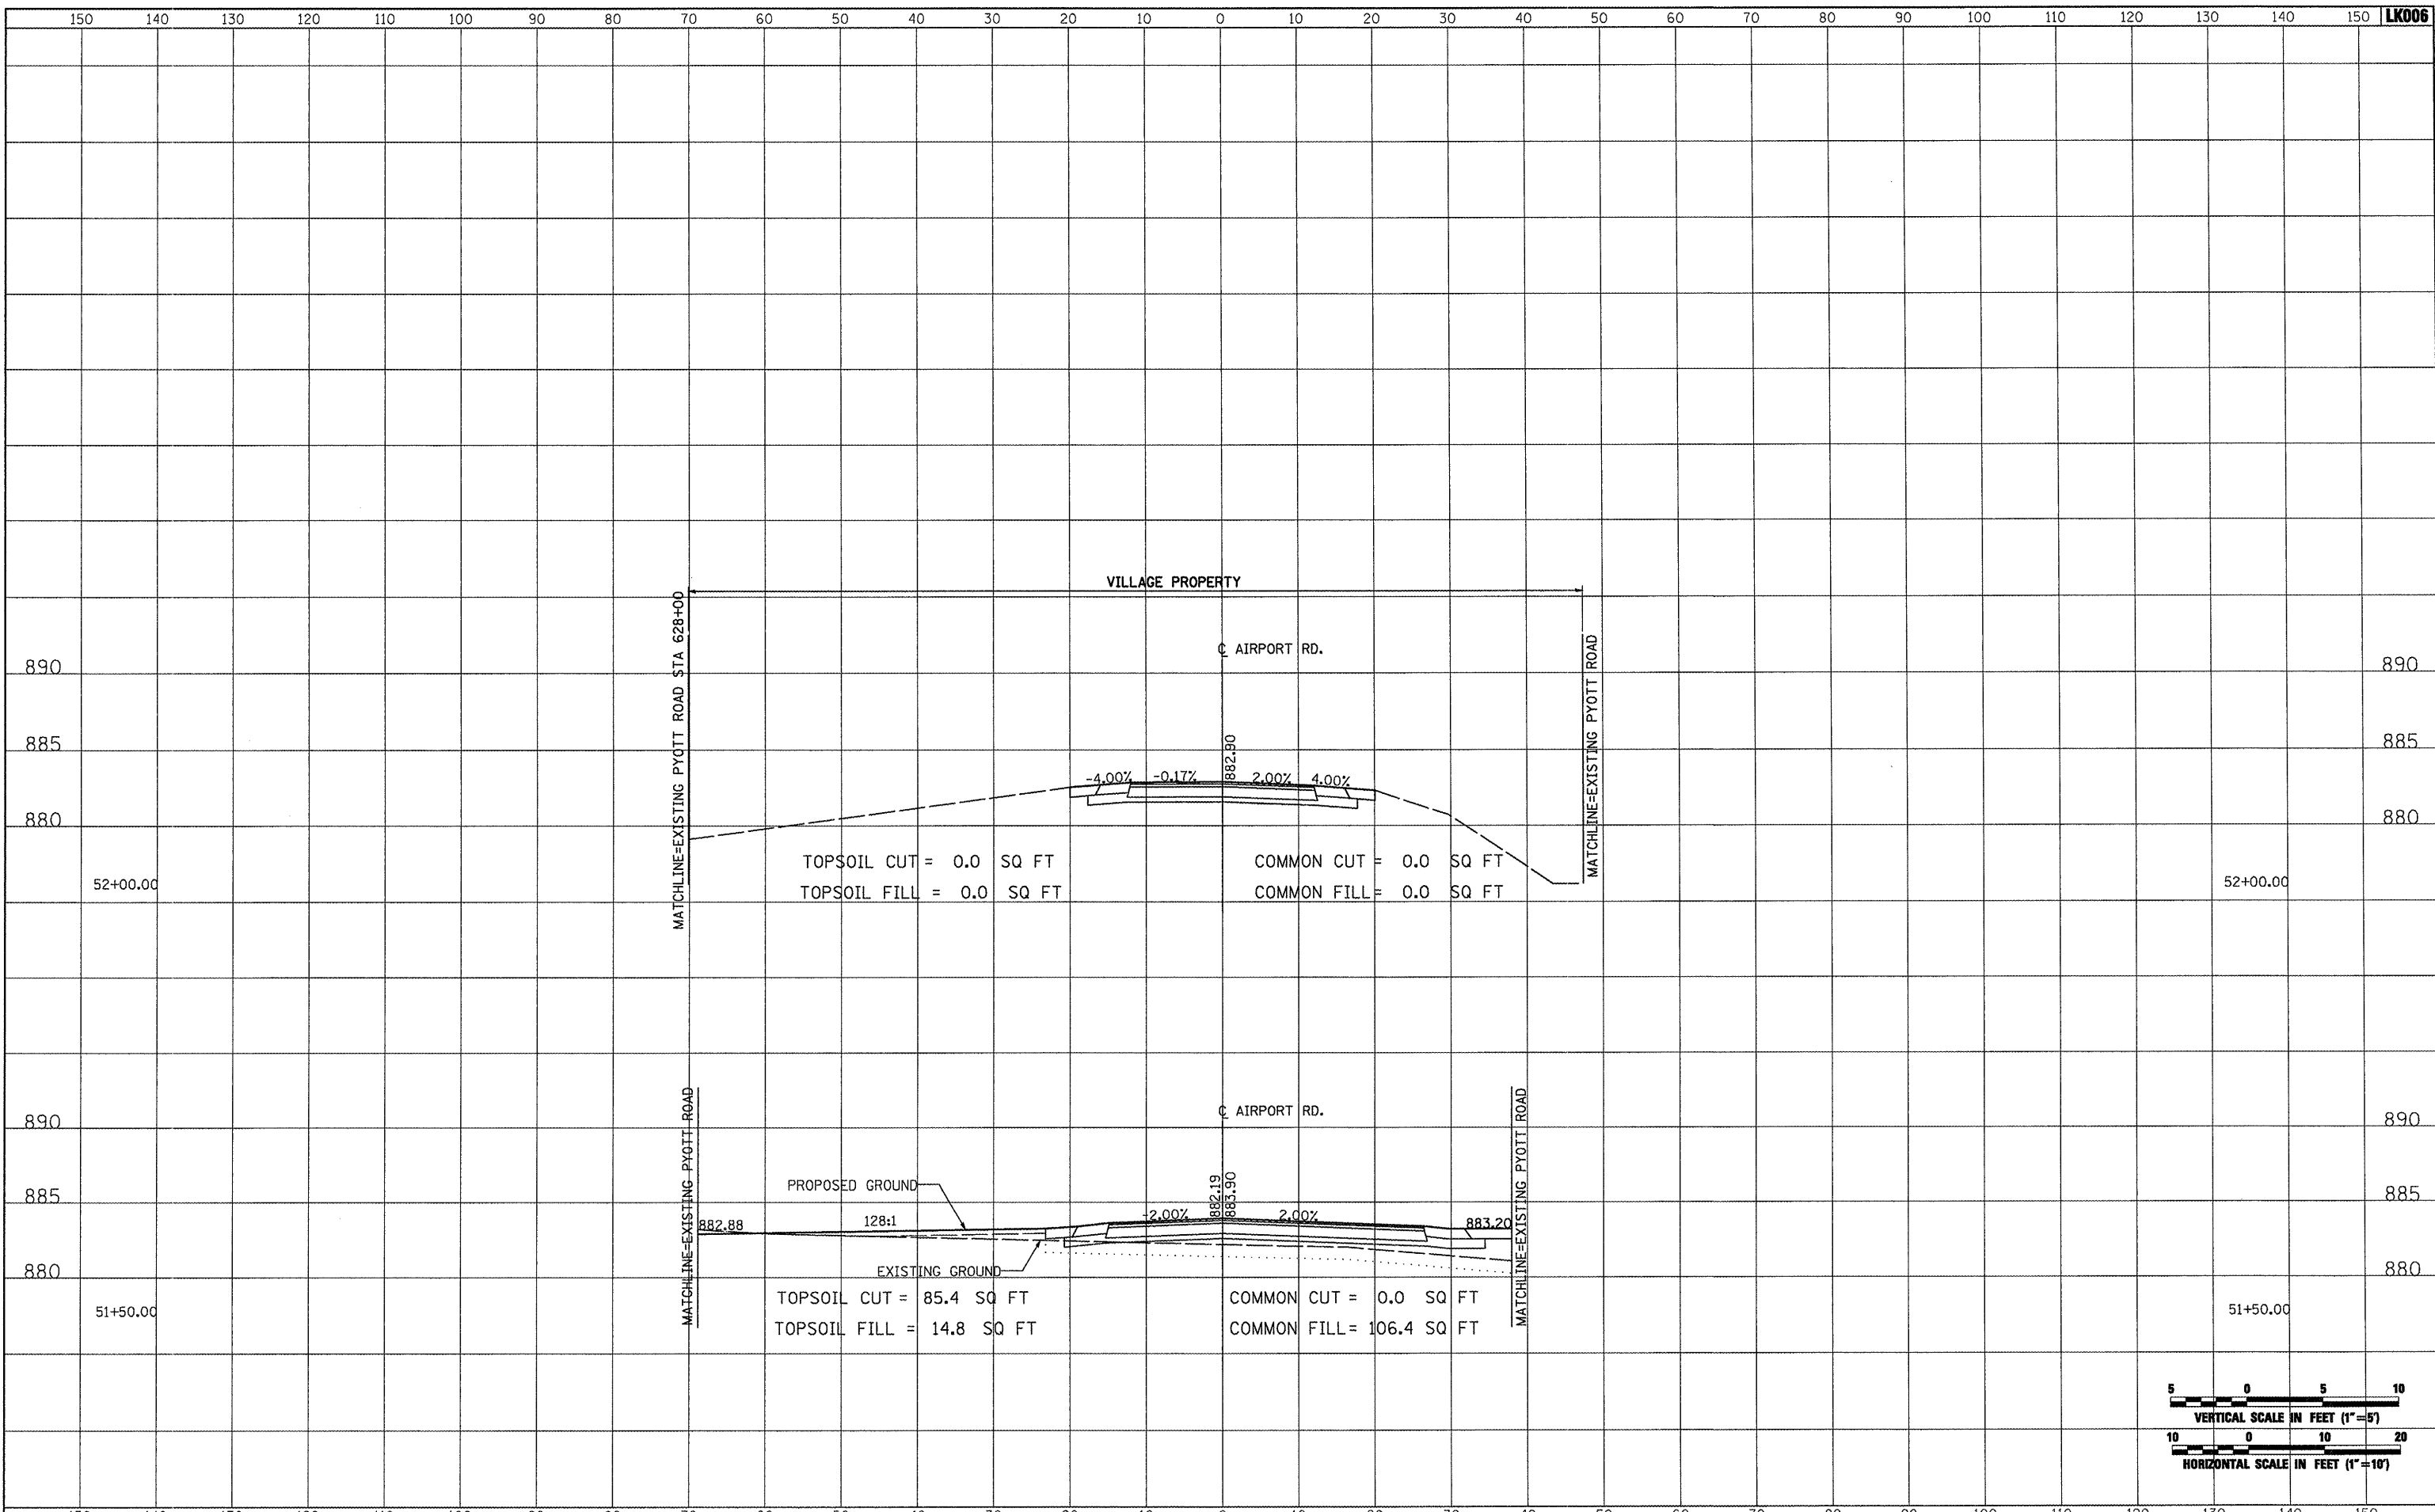 150 140 130 120 110 100 90 80 70 60 50 40 30 20 10 0 10 20 30 40 50 60 70 80 90 100 110 120 130 140 150 LK006
VILLAGE PROPERTY
MATCHLINE=EXISTING PYOTT ROAD STA 628+00
℄ AIRPORT RD.
MATCHLINE=EXISTING PYOTT ROAD
890 890
885 885
882.90
-4.00% -0.17% 2.00% 4.00%
880 880
TOPSOIL CUT = 0.0 SQ FT COMMON CUT = 0.0 SQ FT
52+00.00 52+00.00
TOPSOIL FILL = 0.0 SQ FT COMMON FILL= 0.0 SQ FT
MATCHLINE=EXISTING PYOTT ROAD
℄ AIRPORT RD.
MATCHLINE=EXISTING PYOTT ROAD
890 890
PROPOSED GROUND
882.19
883.90
885 885
882.88 128:1 -2.00% 2.00% 883.20
EXISTING GROUND
880 880
TOPSOIL CUT = 85.4 SQ FT COMMON CUT = 0.0 SQ FT
51+50.00 51+50.00
TOPSOIL FILL = 14.8 SQ FT COMMON FILL= 106.4 SQ FT
5 0 5 10
VERTICAL SCALE IN FEET (1"=5')
10 0 10 20
HORIZONTAL SCALE IN FEET (1"=10')